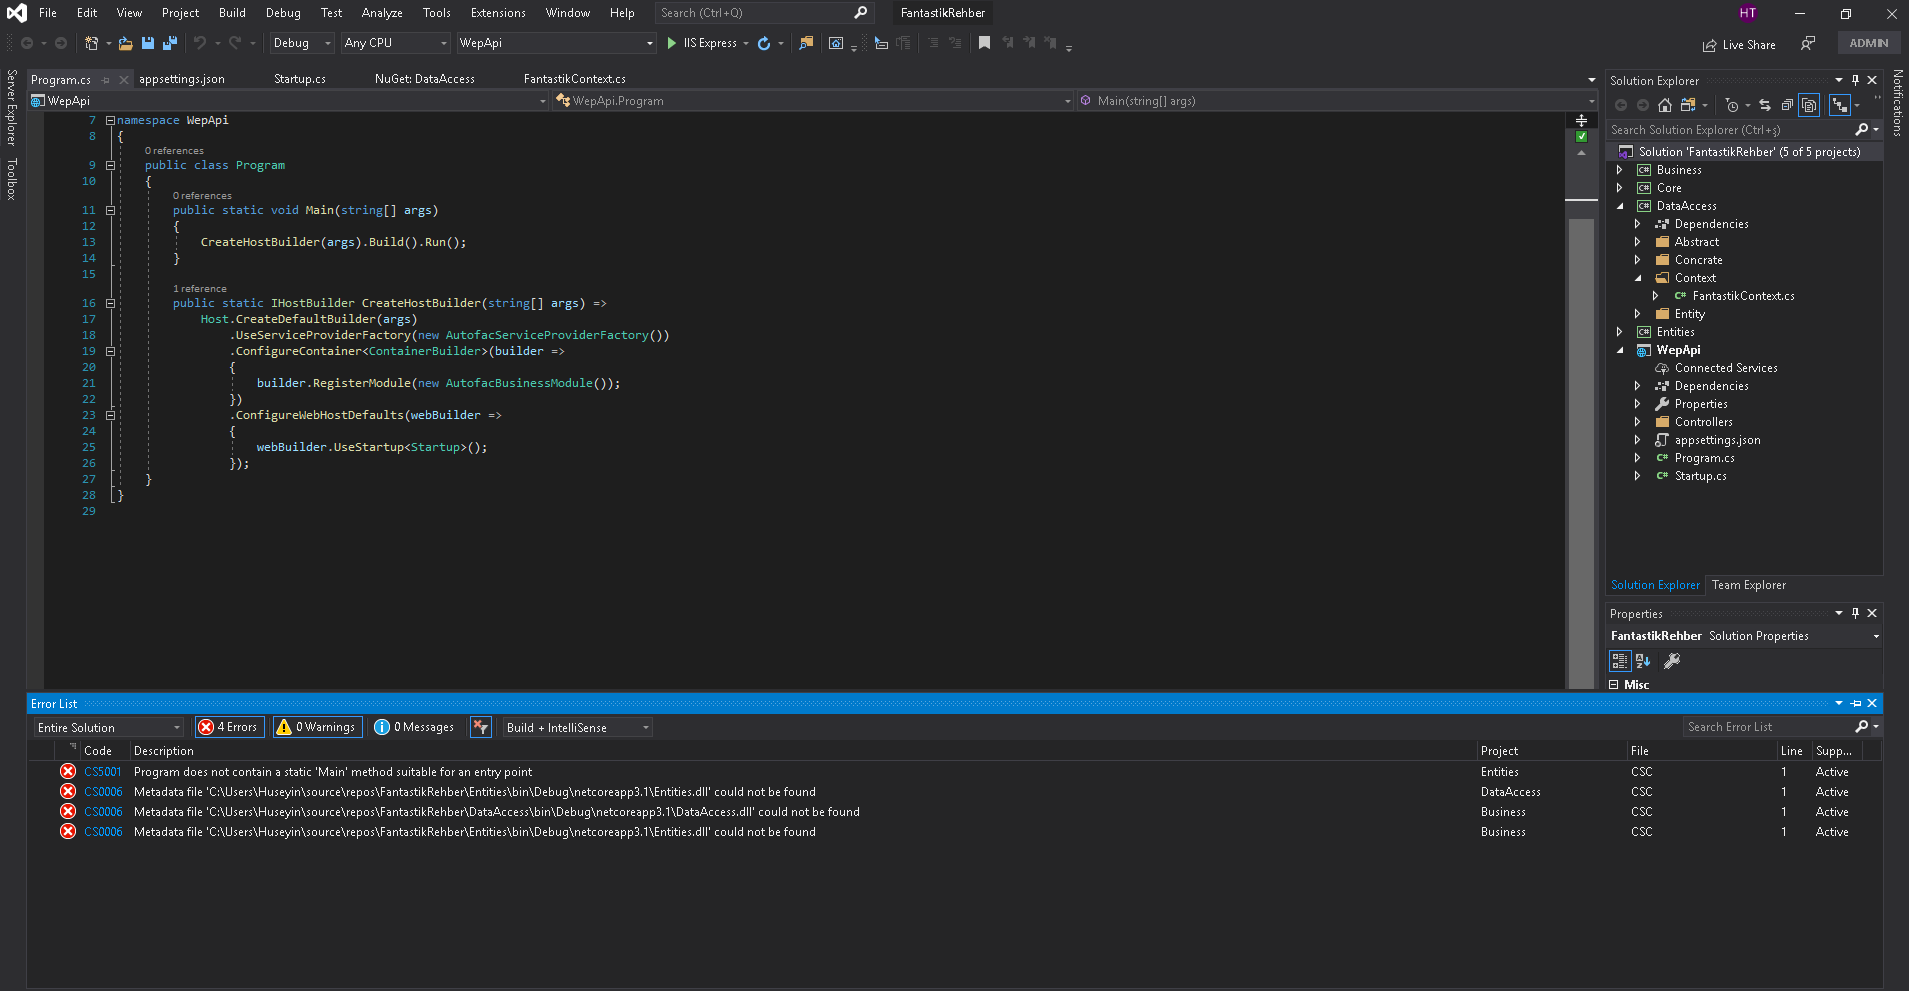 File Edit View Project Build Debug Test Analyze Tools Extensions Window Help Search (Ctrl+Q) FantastikRehber HT
Debug Any CPU WepApi IIS Express Live Share ADMIN
Server Explorer
Toolbox
Program.cs appsettings.json Startup.cs NuGet: DataAccess FantastikContext.cs
WepApi WepApi.Program Main(string[] args)
7 namespace WepApi
8 {
0 references
9 public class Program
10 {
0 references
11 public static void Main(string[] args)
12 {
13 CreateHostBuilder(args).Build().Run();
14 }
15
1 reference
16 public static IHostBuilder CreateHostBuilder(string[] args) =>
17 Host.CreateDefaultBuilder(args)
18 .UseServiceProviderFactory(new AutofacServiceProviderFactory())
19 .ConfigureContainer<ContainerBuilder>(builder =>
20 {
21 builder.RegisterModule(new AutofacBusinessModule());
22 })
23 .ConfigureWebHostDefaults(webBuilder =>
24 {
25 webBuilder.UseStartup<Startup>();
26 });
27 }
28 }
29
Solution Explorer
Search Solution Explorer (Ctrl+ş)
Solution 'FantastikRehber' (5 of 5 projects)
C# Business
C# Core
C# DataAccess
Dependencies
Abstract
Concrate
Context
C# FantastikContext.cs
Entity
C# Entities
WepApi
Connected Services
Dependencies
Properties
Controllers
appsettings.json
C# Program.cs
C# Startup.cs
Solution Explorer Team Explorer
Properties
FantastikRehber Solution Properties
Misc
Notifications
Error List
Entire Solution 4 Errors 0 Warnings 0 Messages Build + IntelliSense Search Error List
Code Description Project File Line Supp...
CS5001 Program does not contain a static 'Main' method suitable for an entry point Entities CSC 1 Active
CS0006 Metadata file 'C:\Users\Huseyin\source\repos\FantastikRehber\Entities\bin\Debug\netcoreapp3.1\Entities.dll' could not be found DataAccess CSC 1 Active
CS0006 Metadata file 'C:\Users\Huseyin\source\repos\FantastikRehber\DataAccess\bin\Debug\netcoreapp3.1\DataAccess.dll' could not be found Business CSC 1 Active
CS0006 Metadata file 'C:\Users\Huseyin\source\repos\FantastikRehber\Entities\bin\Debug\netcoreapp3.1\Entities.dll' could not be found Business CSC 1 Active